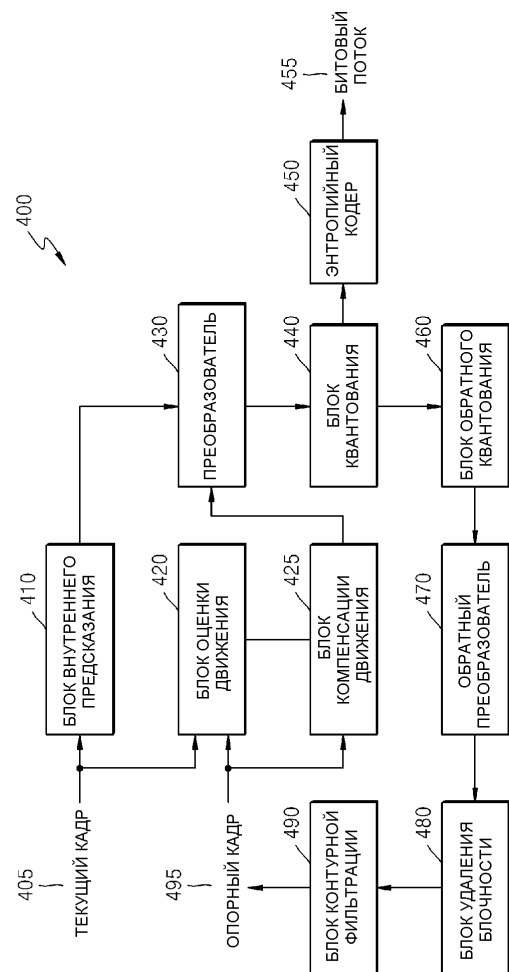 400
405
ТЕКУЩИЙ КАДР
410
БЛОК ВНУТРЕННЕГО
ПРЕДСКАЗАНИЯ
495
ОПОРНЫЙ КАДР
420
БЛОК ОЦЕНКИ
ДВИЖЕНИЯ
430
ПРЕОБРАЗОВАТЕЛЬ
425
БЛОК
КОМПЕНСАЦИИ
ДВИЖЕНИЯ
440
БЛОК
КВАНТОВАНИЯ
450
ЭНТРОПИЙНЫЙ
КОДЕР
455
БИТОВЫЙ
ПОТОК
490
БЛОК КОНТУРНОЙ
ФИЛЬТРАЦИИ
480
БЛОК УДАЛЕНИЯ
БЛОЧНОСТИ
470
ОБРАТНЫЙ
ПРЕОБРАЗОВАТЕЛЬ
460
БЛОК ОБРАТНОГО
КВАНТОВАНИЯ